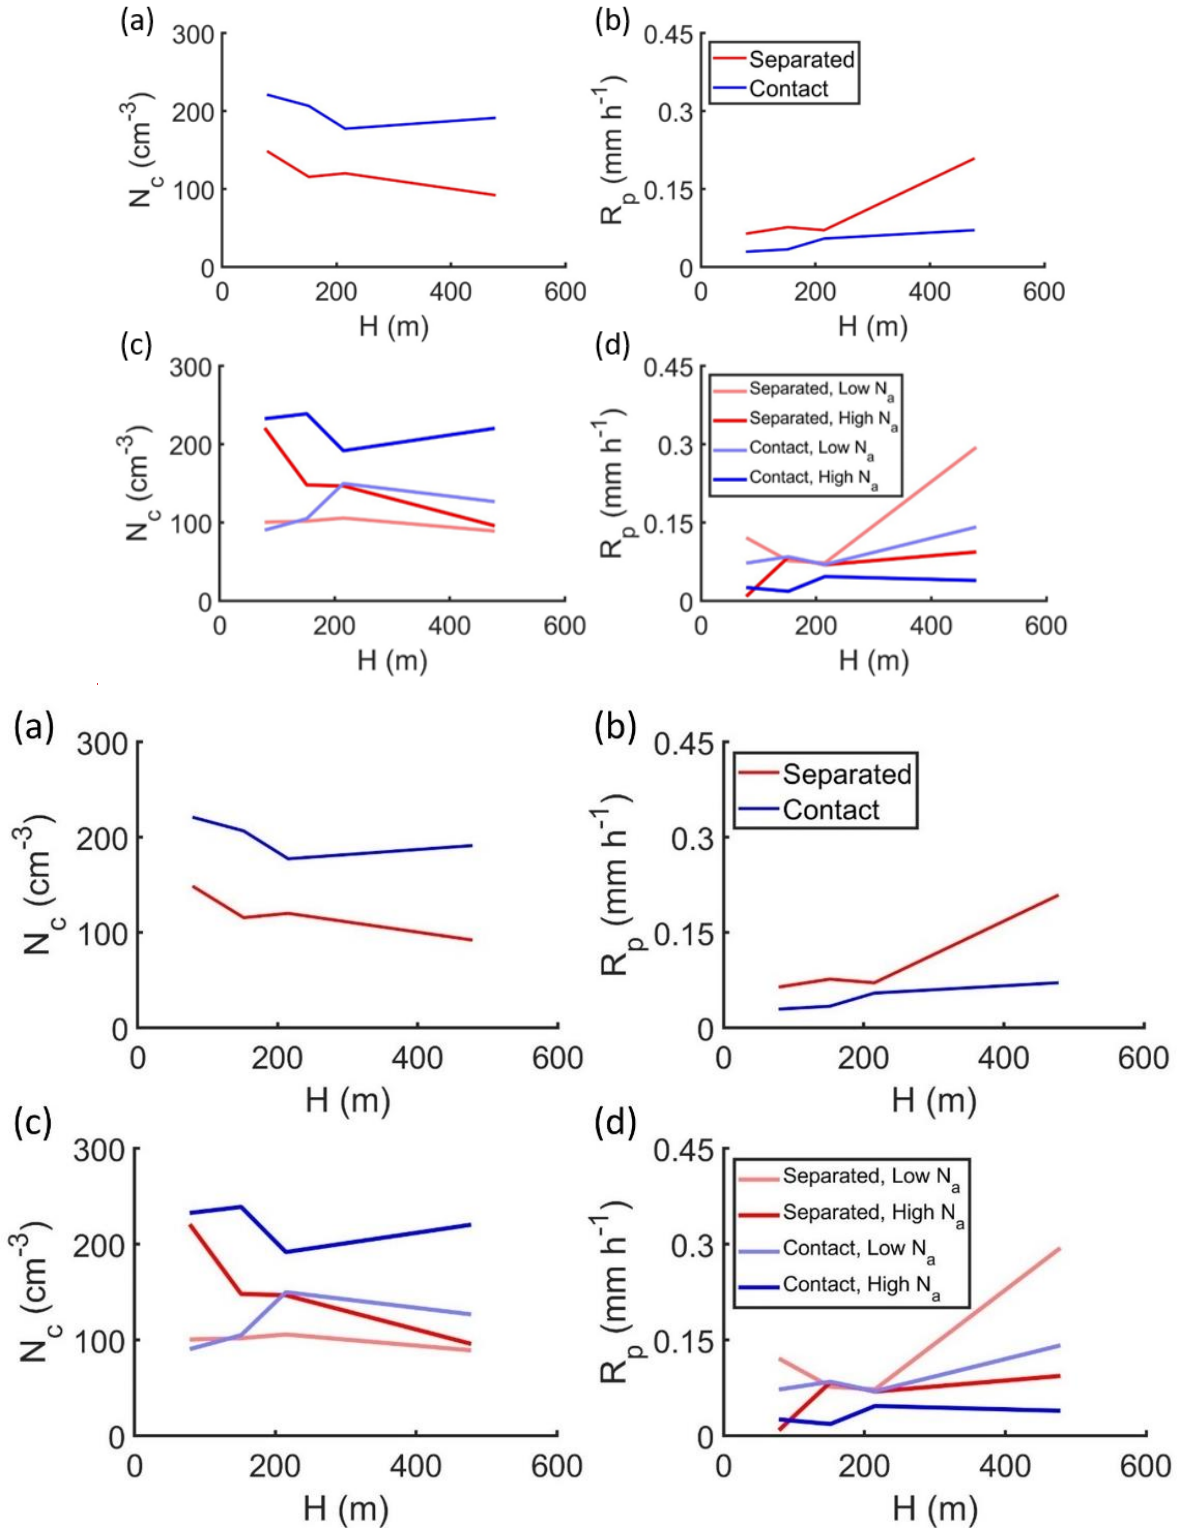 (a)
300
200
100
0
N_c (cm^-3)
0 200 400 600
H (m)
(b)
0.45
0.3
0.15
0
R_p (mm h^-1)
Separated
Contact
0 200 400 600
H (m)
(c)
300
200
100
0
N_c (cm^-3)
0 200 400 600
H (m)
(d)
0.45
0.3
0.15
0
R_p (mm h^-1)
Separated, Low N_a
Separated, High N_a
Contact, Low N_a
Contact, High N_a
0 200 400 600
H (m)
(a)
300
200
100
0
N_c (cm^-3)
0 200 400 600
H (m)
(b)
0.45
0.3
0.15
0
R_p (mm h^-1)
Separated
Contact
0 200 400 600
H (m)
(c)
300
200
100
0
N_c (cm^-3)
0 200 400 600
H (m)
(d)
0.45
0.3
0.15
0
R_p (mm h^-1)
Separated, Low N_a
Separated, High N_a
Contact, Low N_a
Contact, High N_a
0 200 400 600
H (m)